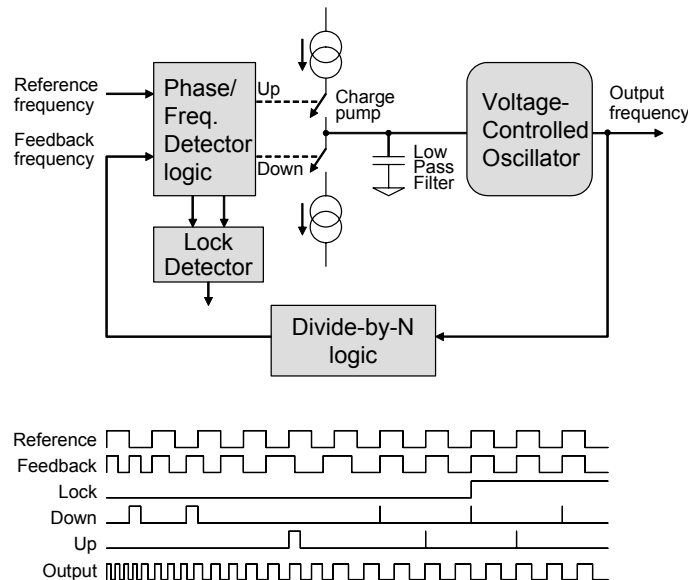 Reference
frequency
Feedback
frequency
Phase/
Freq.
Detector
logic
Up
Down
Charge
pump
Low
Pass
Filter
Voltage-
Controlled
Oscillator
Output
frequency
Lock
Detector
Divide-by-N
logic
Reference
Feedback
Lock
Down
Up
Output